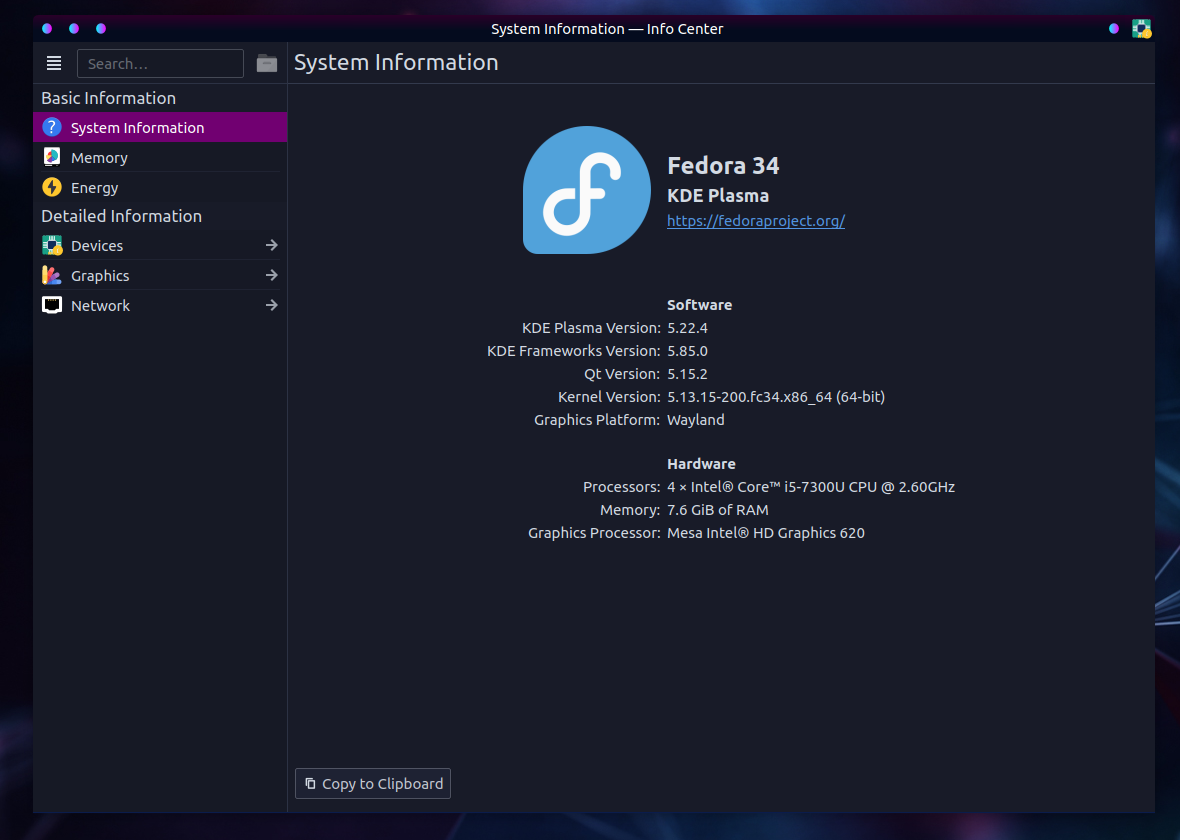 System Information — Info Center
Search...
System Information
Basic Information
System Information
Memory
Energy
Detailed Information
Devices
Graphics
Network
Fedora 34
KDE Plasma
https://fedoraproject.org/
Software
KDE Plasma Version: 5.22.4
KDE Frameworks Version: 5.85.0
Qt Version: 5.15.2
Kernel Version: 5.13.15-200.fc34.x86_64 (64-bit)
Graphics Platform: Wayland
Hardware
Processors: 4 × Intel® Core™ i5-7300U CPU @ 2.60GHz
Memory: 7.6 GiB of RAM
Graphics Processor: Mesa Intel® HD Graphics 620
Copy to Clipboard